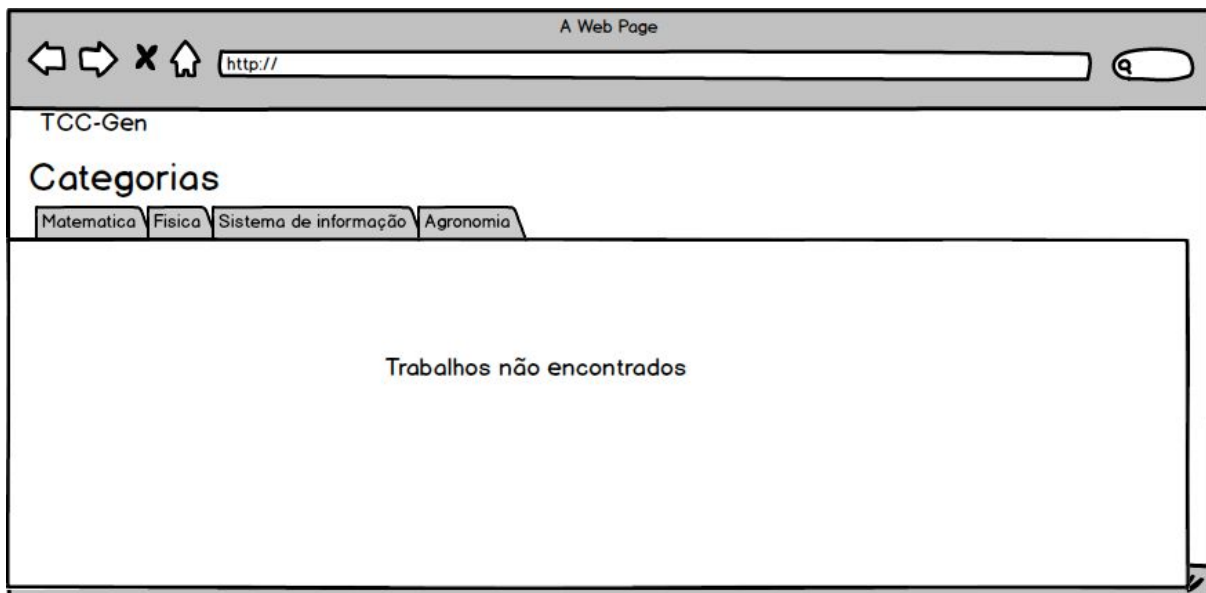 A Web Page
http://
TCC-Gen
Categorias
Matematica Fisica Sistema de informação Agronomia
Trabalhos não encontrados